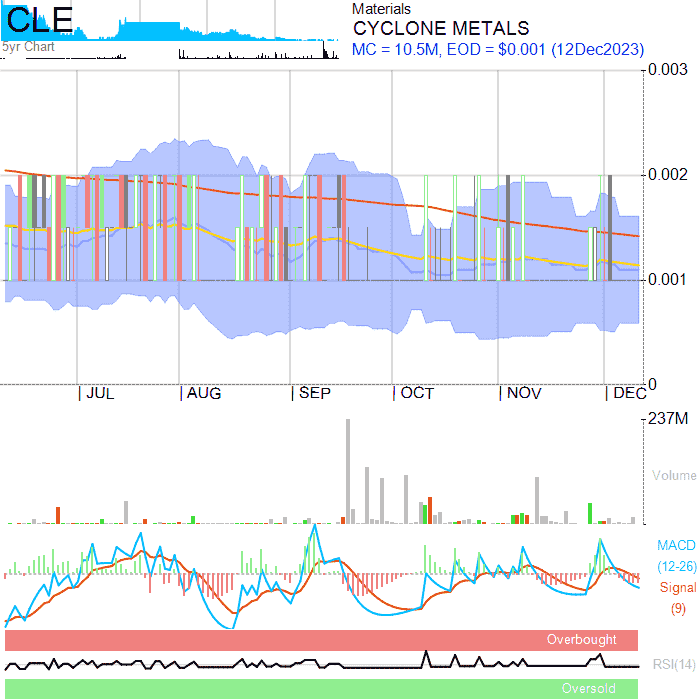 CLE
5yr Chart
Materials
CYCLONE METALS
MC = 10.5M, EOD = $0.001 (12Dec2023)
0.003
0.002
0.001
0
JUL AUG SEP OCT NOV DEC
237M
Volume
MACD
(12-26)
Signal
(9)
Overbought
RSI(14)
Oversold